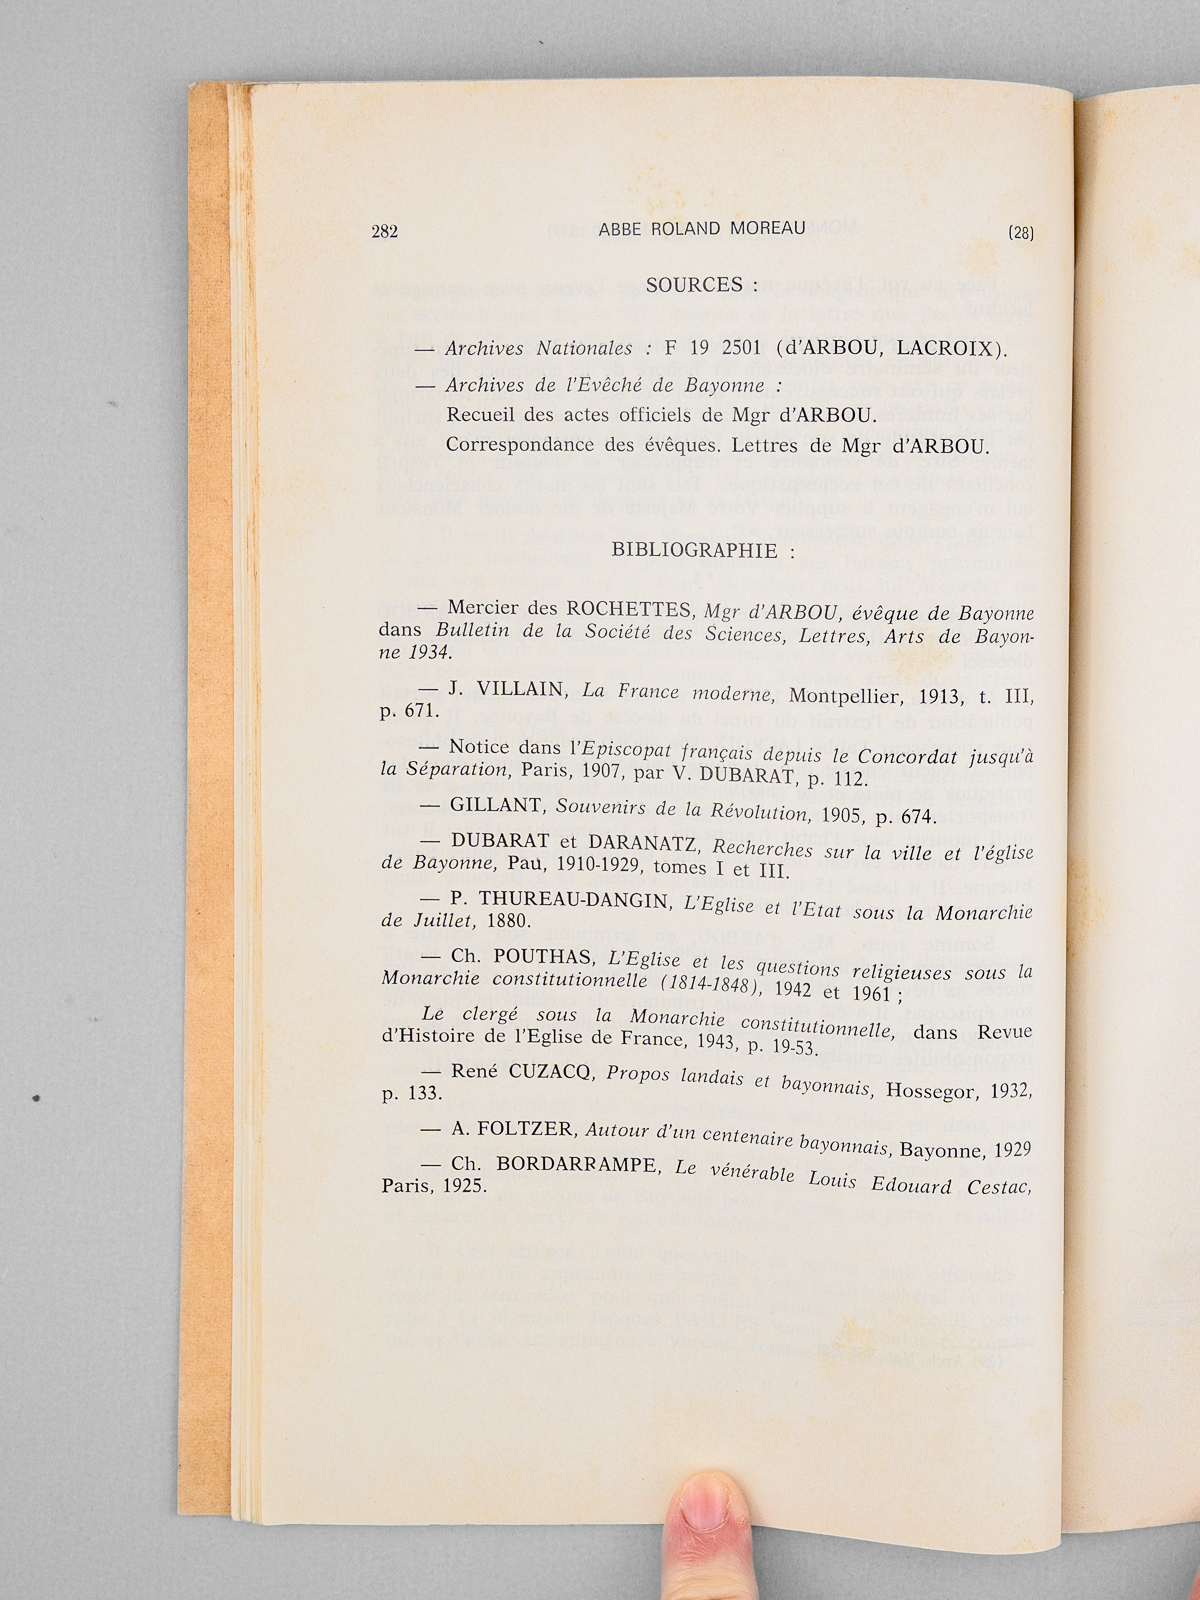 282 ABBE ROLAND MOREAU (28)
SOURCES :
— Archives Nationales : F 19 2501 (d'ARBOU, LACROIX).
— Archives de l'Evêché de Bayonne :
Recueil des actes officiels de Mgr d'ARBOU.
Correspondance des évêques. Lettres de Mgr d'ARBOU.
BIBLIOGRAPHIE :
— Mercier des ROCHETTES, Mgr d'ARBOU, évêque de Bayonne
dans Bulletin de la Société des Sciences, Lettres, Arts de Bayon-
ne 1934.
— J. VILLAIN, La France moderne, Montpellier, 1913, t. III,
p. 671.
— Notice dans l'Episcopat français depuis le Concordat jusqu'à
la Séparation, Paris, 1907, par V. DUBARAT, p. 112.
— GILLANT, Souvenirs de la Révolution, 1905, p. 674.
— DUBARAT et DARANATZ, Recherches sur la ville et l'église
de Bayonne, Pau, 1910-1929, tomes I et III.
— P. THUREAU-DANGIN, L'Eglise et l'Etat sous la Monarchie
de Juillet, 1880.
— Ch. POUTHAS, L'Eglise et les questions religieuses sous la
Monarchie constitutionnelle (1814-1848), 1942 et 1961 ;
Le clergé sous la Monarchie constitutionnelle, dans Revue
d'Histoire de l'Eglise de France, 1943, p. 19-53.
— René CUZACQ, Propos landais et bayonnais, Hossegor, 1932,
p. 133.
— A. FOLTZER, Autour d'un centenaire bayonnais, Bayonne, 1929
— Ch. BORDARRAMPE, Le vénérable Louis Edouard Cestac,
Paris, 1925.